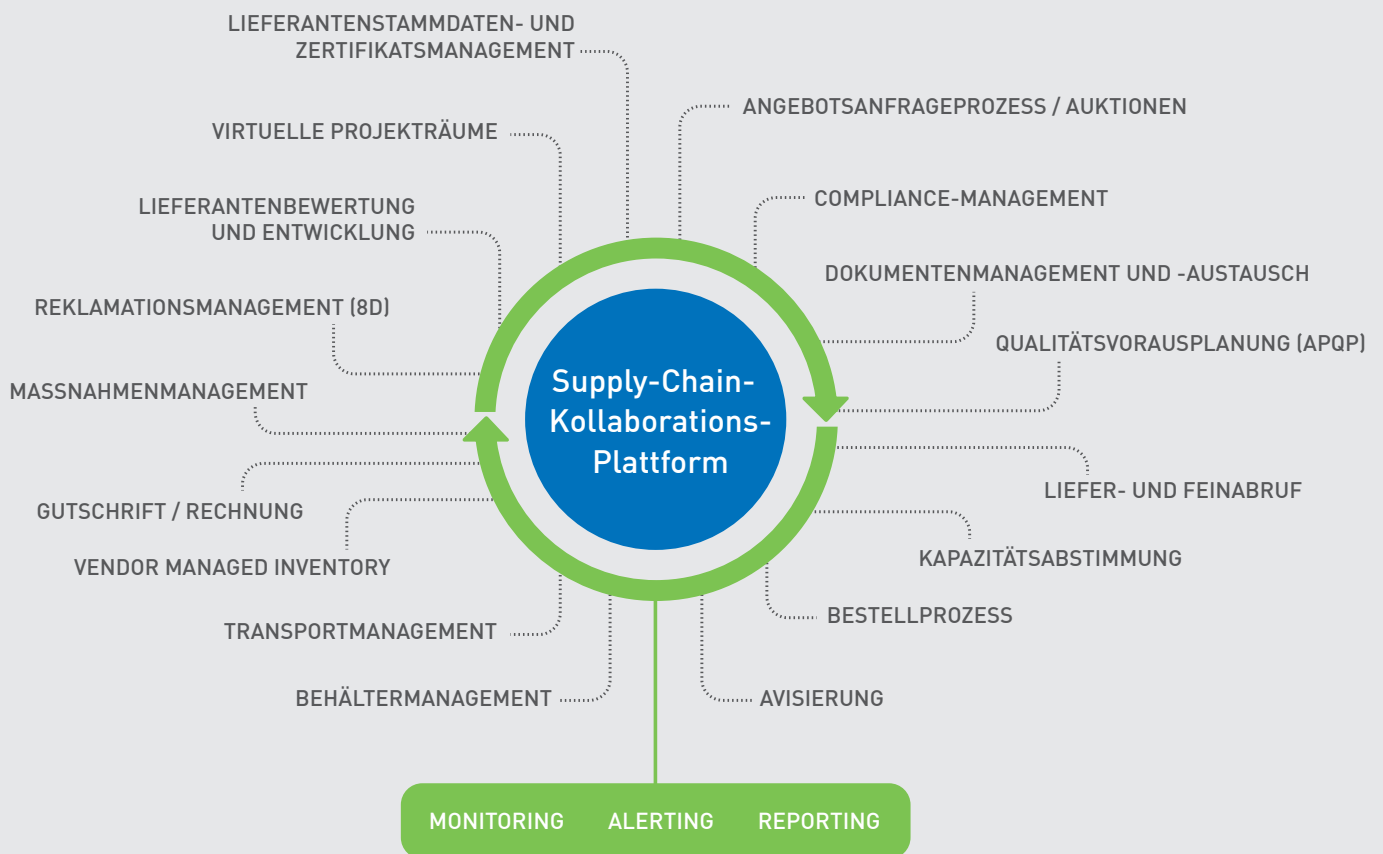 LIEFERANTENSTAMMDATEN- UND
ZERTIFIKATSMANAGEMENT
ANGEBOTSANFRAGEPROZESS / AUKTIONEN
VIRTUELLE PROJEKTRÄUME
COMPLIANCE-MANAGEMENT
LIEFERANTENBEWERTUNG
UND ENTWICKLUNG
DOKUMENTENMANAGEMENT UND -AUSTAUSCH
REKLAMATIONSMANAGEMENT (8D)
QUALITÄTSVORAUSPLANUNG (APQP)
MASSNAHMENMANAGEMENT
Supply-Chain-
Kollaborations-
Plattform
GUTSCHRIFT / RECHNUNG
LIEFER- UND FEINABRUF
VENDOR MANAGED INVENTORY
KAPAZITÄTSABSTIMMUNG
TRANSPORTMANAGEMENT
BESTELLPROZESS
BEHÄLTERMANAGEMENT
AVISIERUNG
MONITORING ALERTING REPORTING